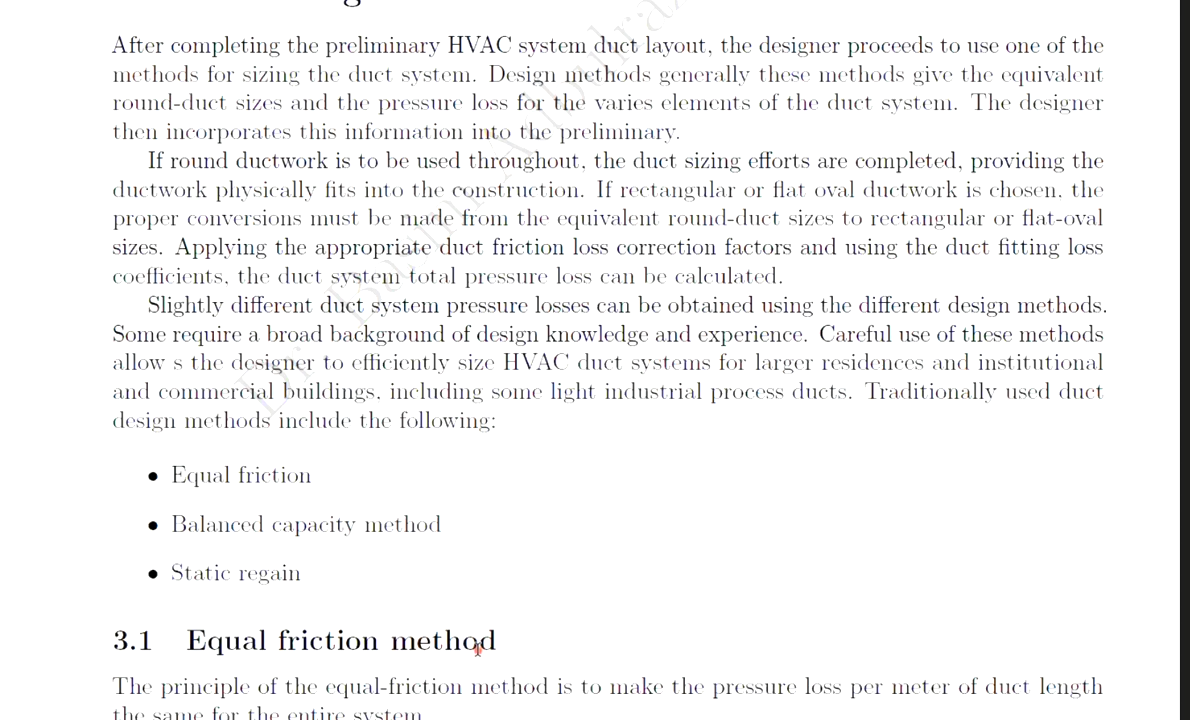 After completing the preliminary HVAC system duct layout, the designer proceeds to use one of the
methods for sizing the duct system. Design methods generally these methods give the equivalent
round-duct sizes and the pressure loss for the varies elements of the duct system. The designer
then incorporates this information into the preliminary.
If round ductwork is to be used throughout, the duct sizing efforts are completed, providing the
ductwork physically fits into the construction. If rectangular or flat oval ductwork is chosen, the
proper conversions must be made from the equivalent round-duct sizes to rectangular or flat-oval
sizes. Applying the appropriate duct friction loss correction factors and using the duct fitting loss
coefficients, the duct system total pressure loss can be calculated.
Slightly different duct system pressure losses can be obtained using the different design methods.
Some require a broad background of design knowledge and experience. Careful use of these methods
allow s the designer to efficiently size HVAC duct systems for larger residences and institutional
and commercial buildings, including some light industrial process ducts. Traditionally used duct
design methods include the following:
• Equal friction
• Balanced capacity method
• Static regain
3.1 Equal friction method
The principle of the equal-friction method is to make the pressure loss per meter of duct length
the same for the entire system